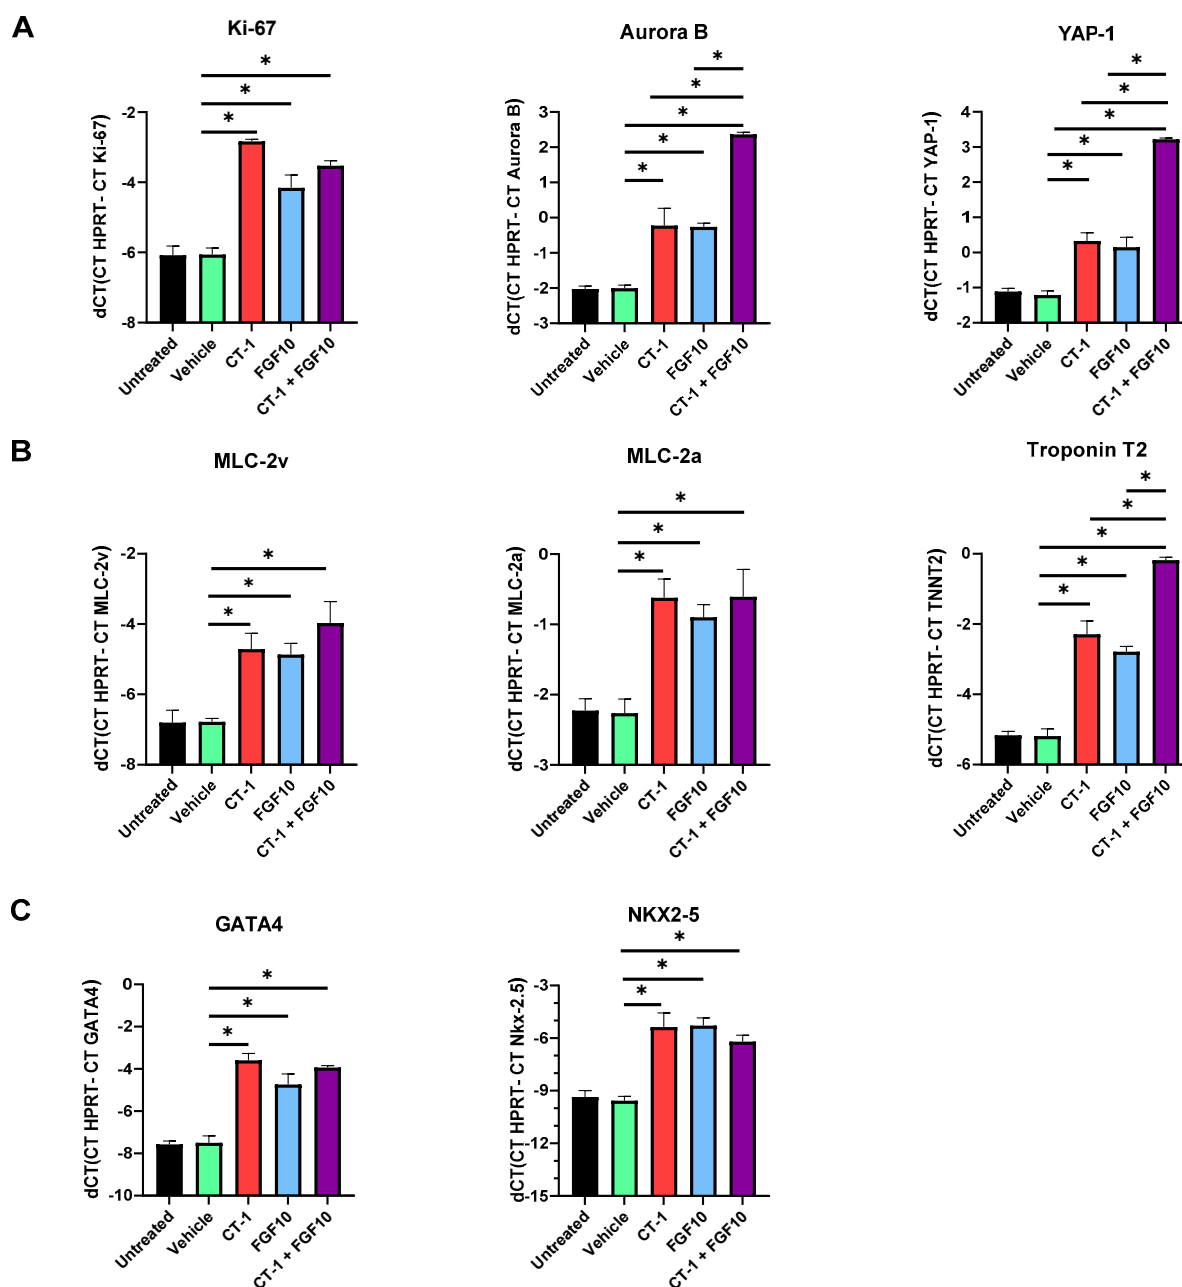 A
Ki-67
dCT(CT HPRT- CT Ki-67)
*
*
*
-2
-4
-6
-8
Untreated
Vehicle
CT-1
FGF10
CT-1 + FGF10
Aurora B
dCT(CT HPRT- CT Aurora B)
*
*
*
*
*
3
2
1
0
-1
-2
-3
Untreated
Vehicle
CT-1
FGF10
CT-1 + FGF10
YAP-1
dCT(CT HPRT- CT YAP-1)
*
*
*
*
*
4
3
2
1
0
-1
-2
Untreated
Vehicle
CT-1
FGF10
CT-1 + FGF10
B
MLC-2v
dCT(CT HPRT- CT MLC-2v)
*
*
*
-2
-4
-6
-8
Untreated
Vehicle
CT-1
FGF10
CT-1 + FGF10
MLC-2a
dCT(CT HPRT- CT MLC-2a)
*
*
*
0
-1
-2
-3
Untreated
Vehicle
CT-1
FGF10
CT-1 + FGF10
Troponin T2
dCT(CT HPRT- CT TNNT2)
*
*
*
*
*
0
-2
-4
-6
Untreated
Vehicle
CT-1
FGF10
CT-1 + FGF10
C
GATA4
dCT(CT HPRT- CT GATA4)
*
*
*
0
-2
-4
-6
-8
-10
Untreated
Vehicle
CT-1
FGF10
CT-1 + FGF10
NKX2-5
dCT(CT HPRT- CT Nkx-2.5)
*
*
*
-3
-6
-9
-12
-15
Untreated
Vehicle
CT-1
FGF10
CT-1 + FGF10